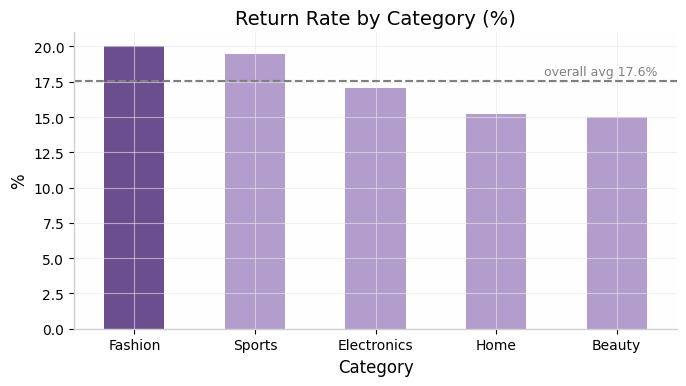 Return Rate by Category (%)
20.0
17.5
15.0
12.5
10.0
7.5
5.0
2.5
0.0
%
overall avg 17.6%
Fashion Sports Electronics Home Beauty
Category